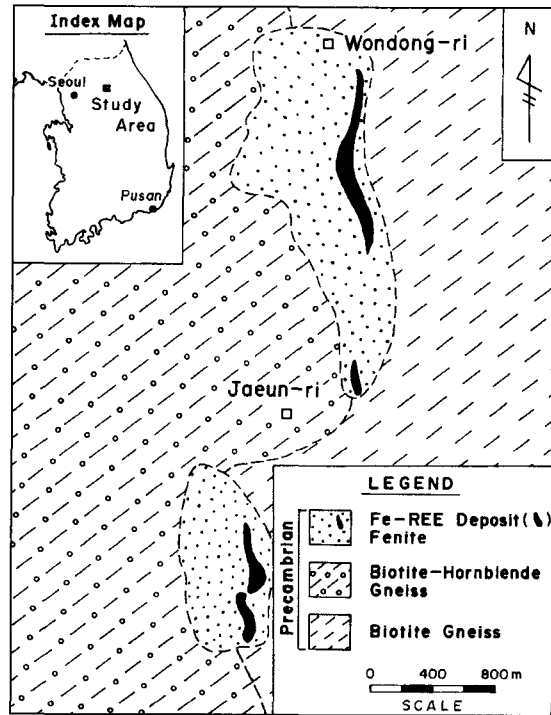 Index Map
Seoul
Study
Area
Pusan
Wondong-ri
N
Jaeun-ri
LEGEND
Precambrian
Fe-REE Deposit( )
Fenite
Biotite-Hornblende
Gneiss
Biotite Gneiss
0 400 800m
SCALE